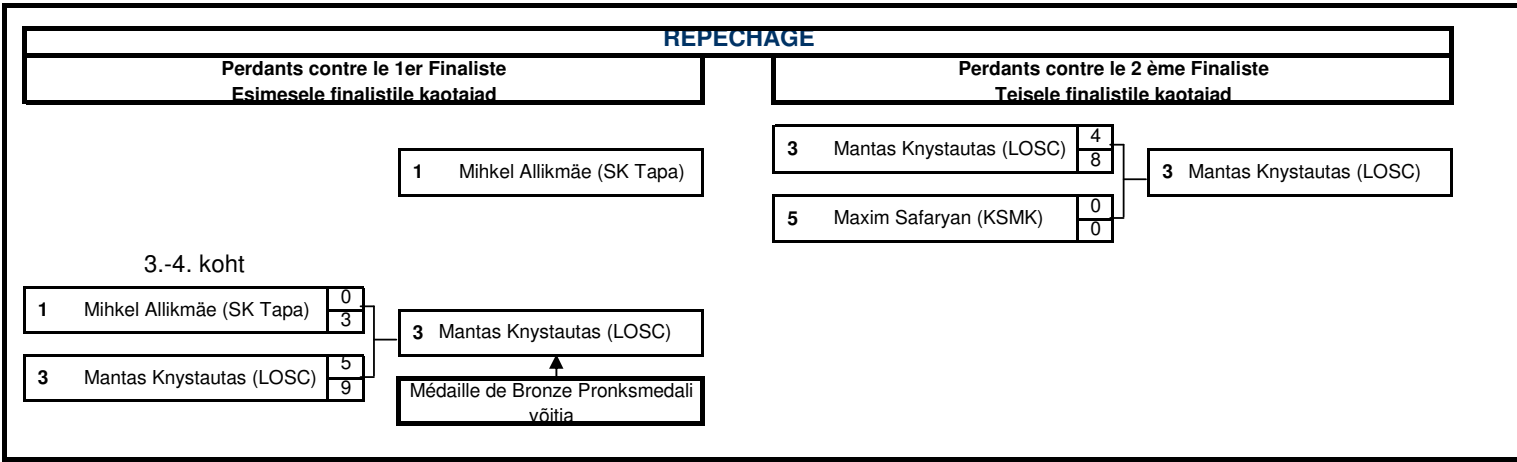 REPECHAGE
Perdants contre le 1er Finaliste
Esimesele finalistile kaotajad
Perdants contre le 2 ème Finaliste
Teisele finalistile kaotajad
1 Mihkel Allikmäe (SK Tapa)
3 Mantas Knystautas (LOSC) 4
8
3 Mantas Knystautas (LOSC)
5 Maxim Safaryan (KSMK) 0
0
3.-4. koht
1 Mihkel Allikmäe (SK Tapa) 0
3
3 Mantas Knystautas (LOSC)
3 Mantas Knystautas (LOSC) 5
9
Médaille de Bronze Pronksmedali
võitja